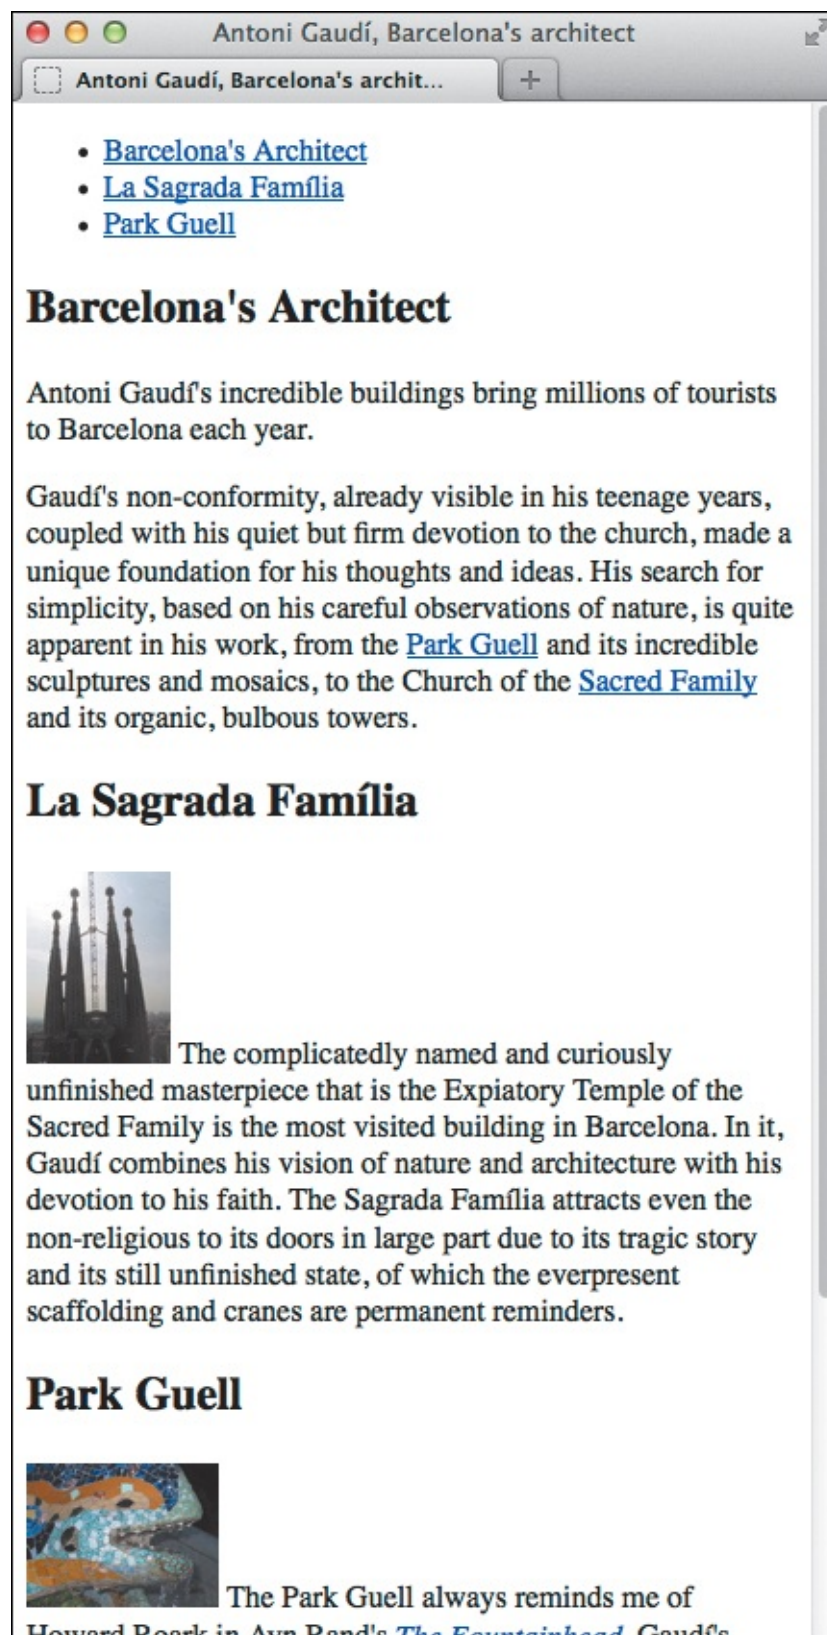 Antoni Gaudí, Barcelona's architect
Antoni Gaudí, Barcelona's archit...
Barcelona's Architect
La Sagrada Família
Park Guell
Barcelona's Architect
Antoni Gaudí's incredible buildings bring millions of tourists
to Barcelona each year.
Gaudí's non-conformity, already visible in his teenage years,
coupled with his quiet but firm devotion to the church, made a
unique foundation for his thoughts and ideas. His search for
simplicity, based on his careful observations of nature, is quite
apparent in his work, from the Park Guell and its incredible
sculptures and mosaics, to the Church of the Sacred Family
and its organic, bulbous towers.
La Sagrada Família
The complicatedly named and curiously
unfinished masterpiece that is the Expiatory Temple of the
Sacred Family is the most visited building in Barcelona. In it,
Gaudí combines his vision of nature and architecture with his
devotion to his faith. The Sagrada Família attracts even the
non-religious to its doors in large part due to its tragic story
and its still unfinished state, of which the everpresent
scaffolding and cranes are permanent reminders.
Park Guell
The Park Guell always reminds me of
Howard Roark in Ayn Rand's The Fountainhead. Gaudí's